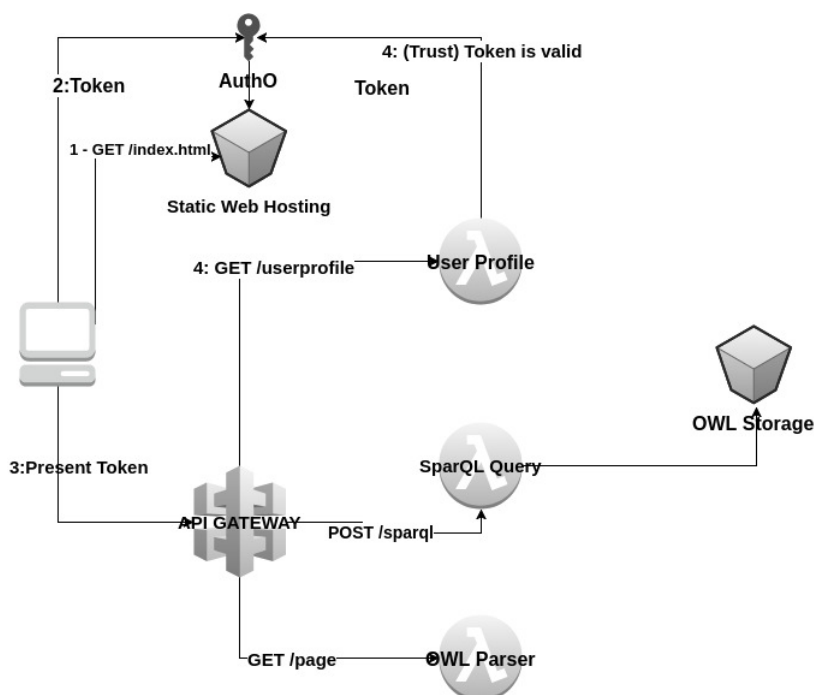 4: (Trust) Token is valid
2:Token
AuthO
Token
1 - GET /index.html
Static Web Hosting
4: GET /userprofile
User Profile
OWL Storage
3:Present Token
SparQL Query
API GATEWAY
POST /sparql
GET /page
OWL Parser